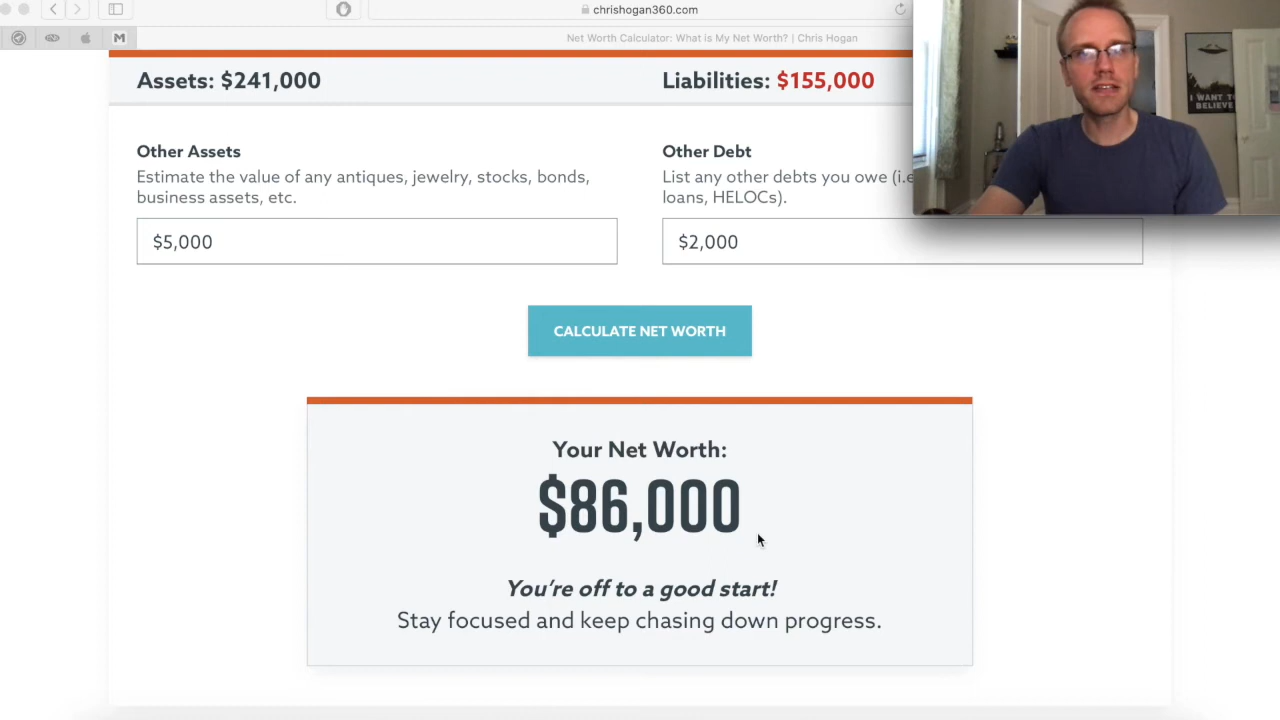 chrishogan360.com
Net Worth Calculator: What is My Net Worth? | Chris Hogan
Assets: $241,000
Liabilities: $155,000
I WANT TO
BELIEVE
Other Assets
Estimate the value of any antiques, jewelry, stocks, bonds,
business assets, etc.
$5,000
Other Debt
List any other debts you owe (i.e
loans, HELOCs).
$2,000
CALCULATE NET WORTH
Your Net Worth:
$86,000
You're off to a good start!
Stay focused and keep chasing down progress.